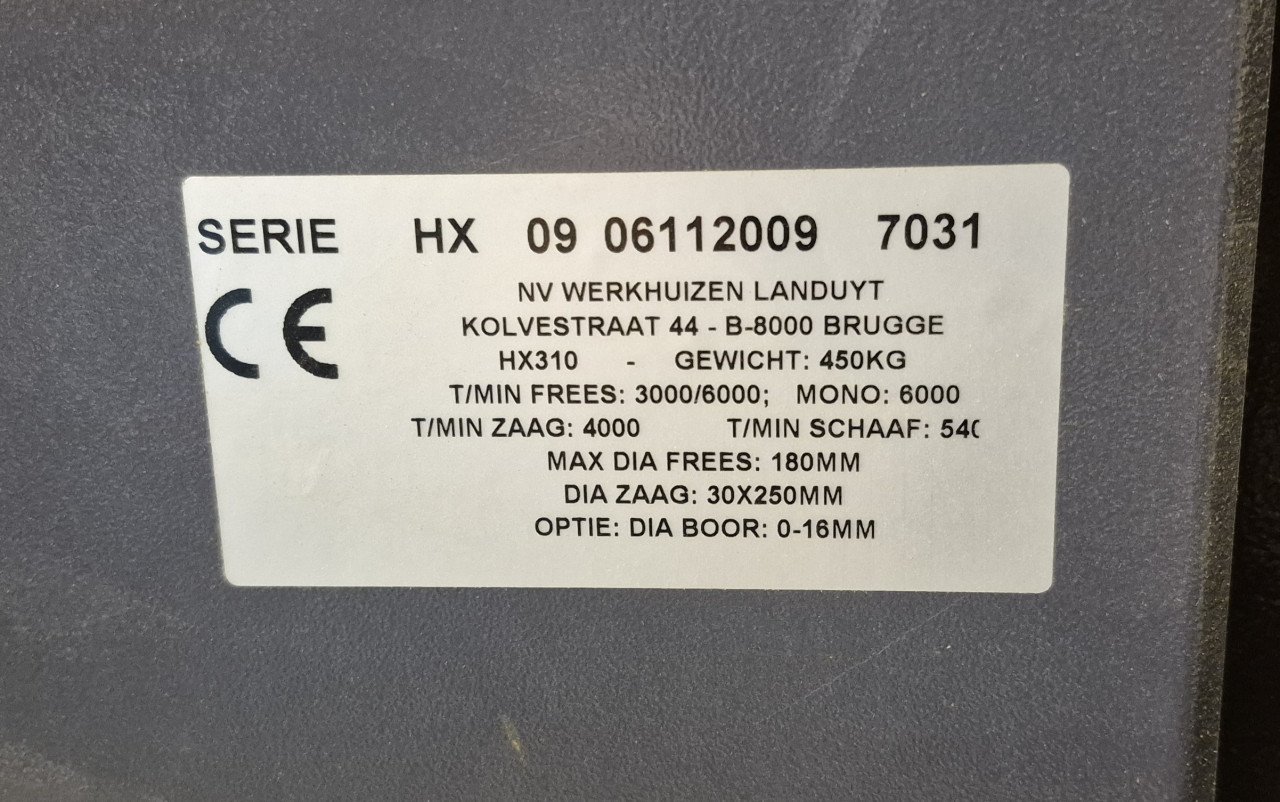 SERIE HX 09 06112009 7031
CE
NV WERKHUIZEN LANDUYT
KOLVESTRAAT 44 - B-8000 BRUGGE
HX310 - GEWICHT: 450KG
T/MIN FREES: 3000/6000; MONO: 6000
T/MIN ZAAG: 4000 T/MIN SCHAAF:
MAX DIA FREES: 180MM
DIA ZAAG: 30X250MM
OPTIE: DIA BOOR: 0-16MM